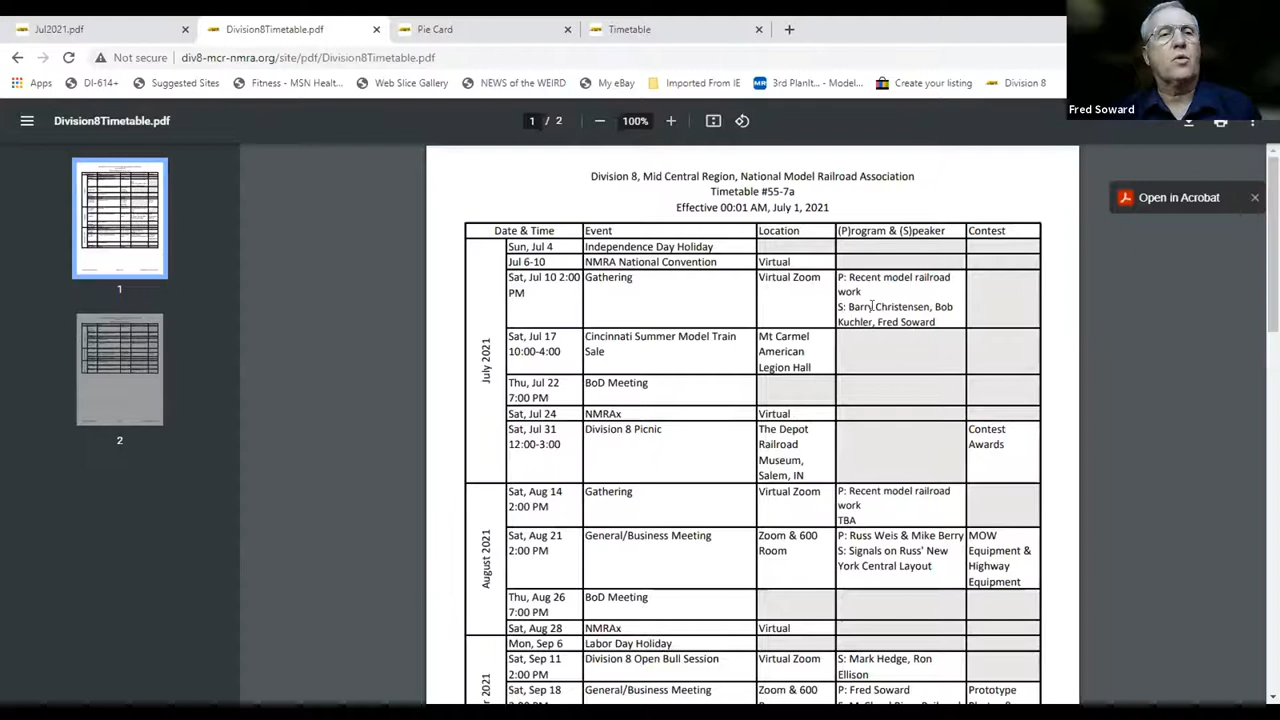 Jul2021.pdf
Division8Timetable.pdf
Pie Card
Timetable
Not secure
div8-mcr-nmra.org/site/pdf/Division8Timetable.pdf
Apps
DI-614+
Suggested Sites
Fitness - MSN Healt...
Web Slice Gallery
NEWS of the WEIRD
My eBay
Imported From IE
3rd PlanIt... - Model...
Create your listing
Division 8
Fred Soward
Division8Timetable.pdf
1 / 2
100%
Open in Acrobat
1
2
Division 8, Mid Central Region, National Model Railroad Association
Timetable #55-7a
Effective 00:01 AM, July 1, 2021
Date & Time Event Location (P)rogram & (S)peaker Contest
July 2021
Sun, Jul 4 Independence Day Holiday
Jul 6-10 NMRA National Convention Virtual
Sat, Jul 10 2:00 Gathering Virtual Zoom P: Recent model railroad
PM work
S: Barry Christensen, Bob
Kuchler, Fred Soward
Sat, Jul 17 Cincinnati Summer Model Train Mt Carmel
10:00-4:00 Sale American
Legion Hall
Thu, Jul 22 BoD Meeting
7:00 PM
Sat, Jul 24 NMRAx Virtual
Sat, Jul 31 Division 8 Picnic The Depot Contest
12:00-3:00 Railroad Awards
Museum,
Salem, IN
August 2021
Sat, Aug 14 Gathering Virtual Zoom P: Recent model railroad
2:00 PM work
TBA
Sat, Aug 21 General/Business Meeting Zoom & 600 P: Russ Weis & Mike Berry MOW
2:00 PM Room S: Signals on Russ' New Equipment &
York Central Layout Highway
Equipment
Thu, Aug 26 BoD Meeting
7:00 PM
Sat, Aug 28 NMRAx Virtual
Mon, Sep 6 Labor Day Holiday
Sat, Sep 11 Division 8 Open Bull Session Virtual Zoom S: Mark Hedge, Ron
2:00 PM Ellison
Sat, Sep 18 General/Business Meeting Zoom & 600 P: Fred Soward Prototype